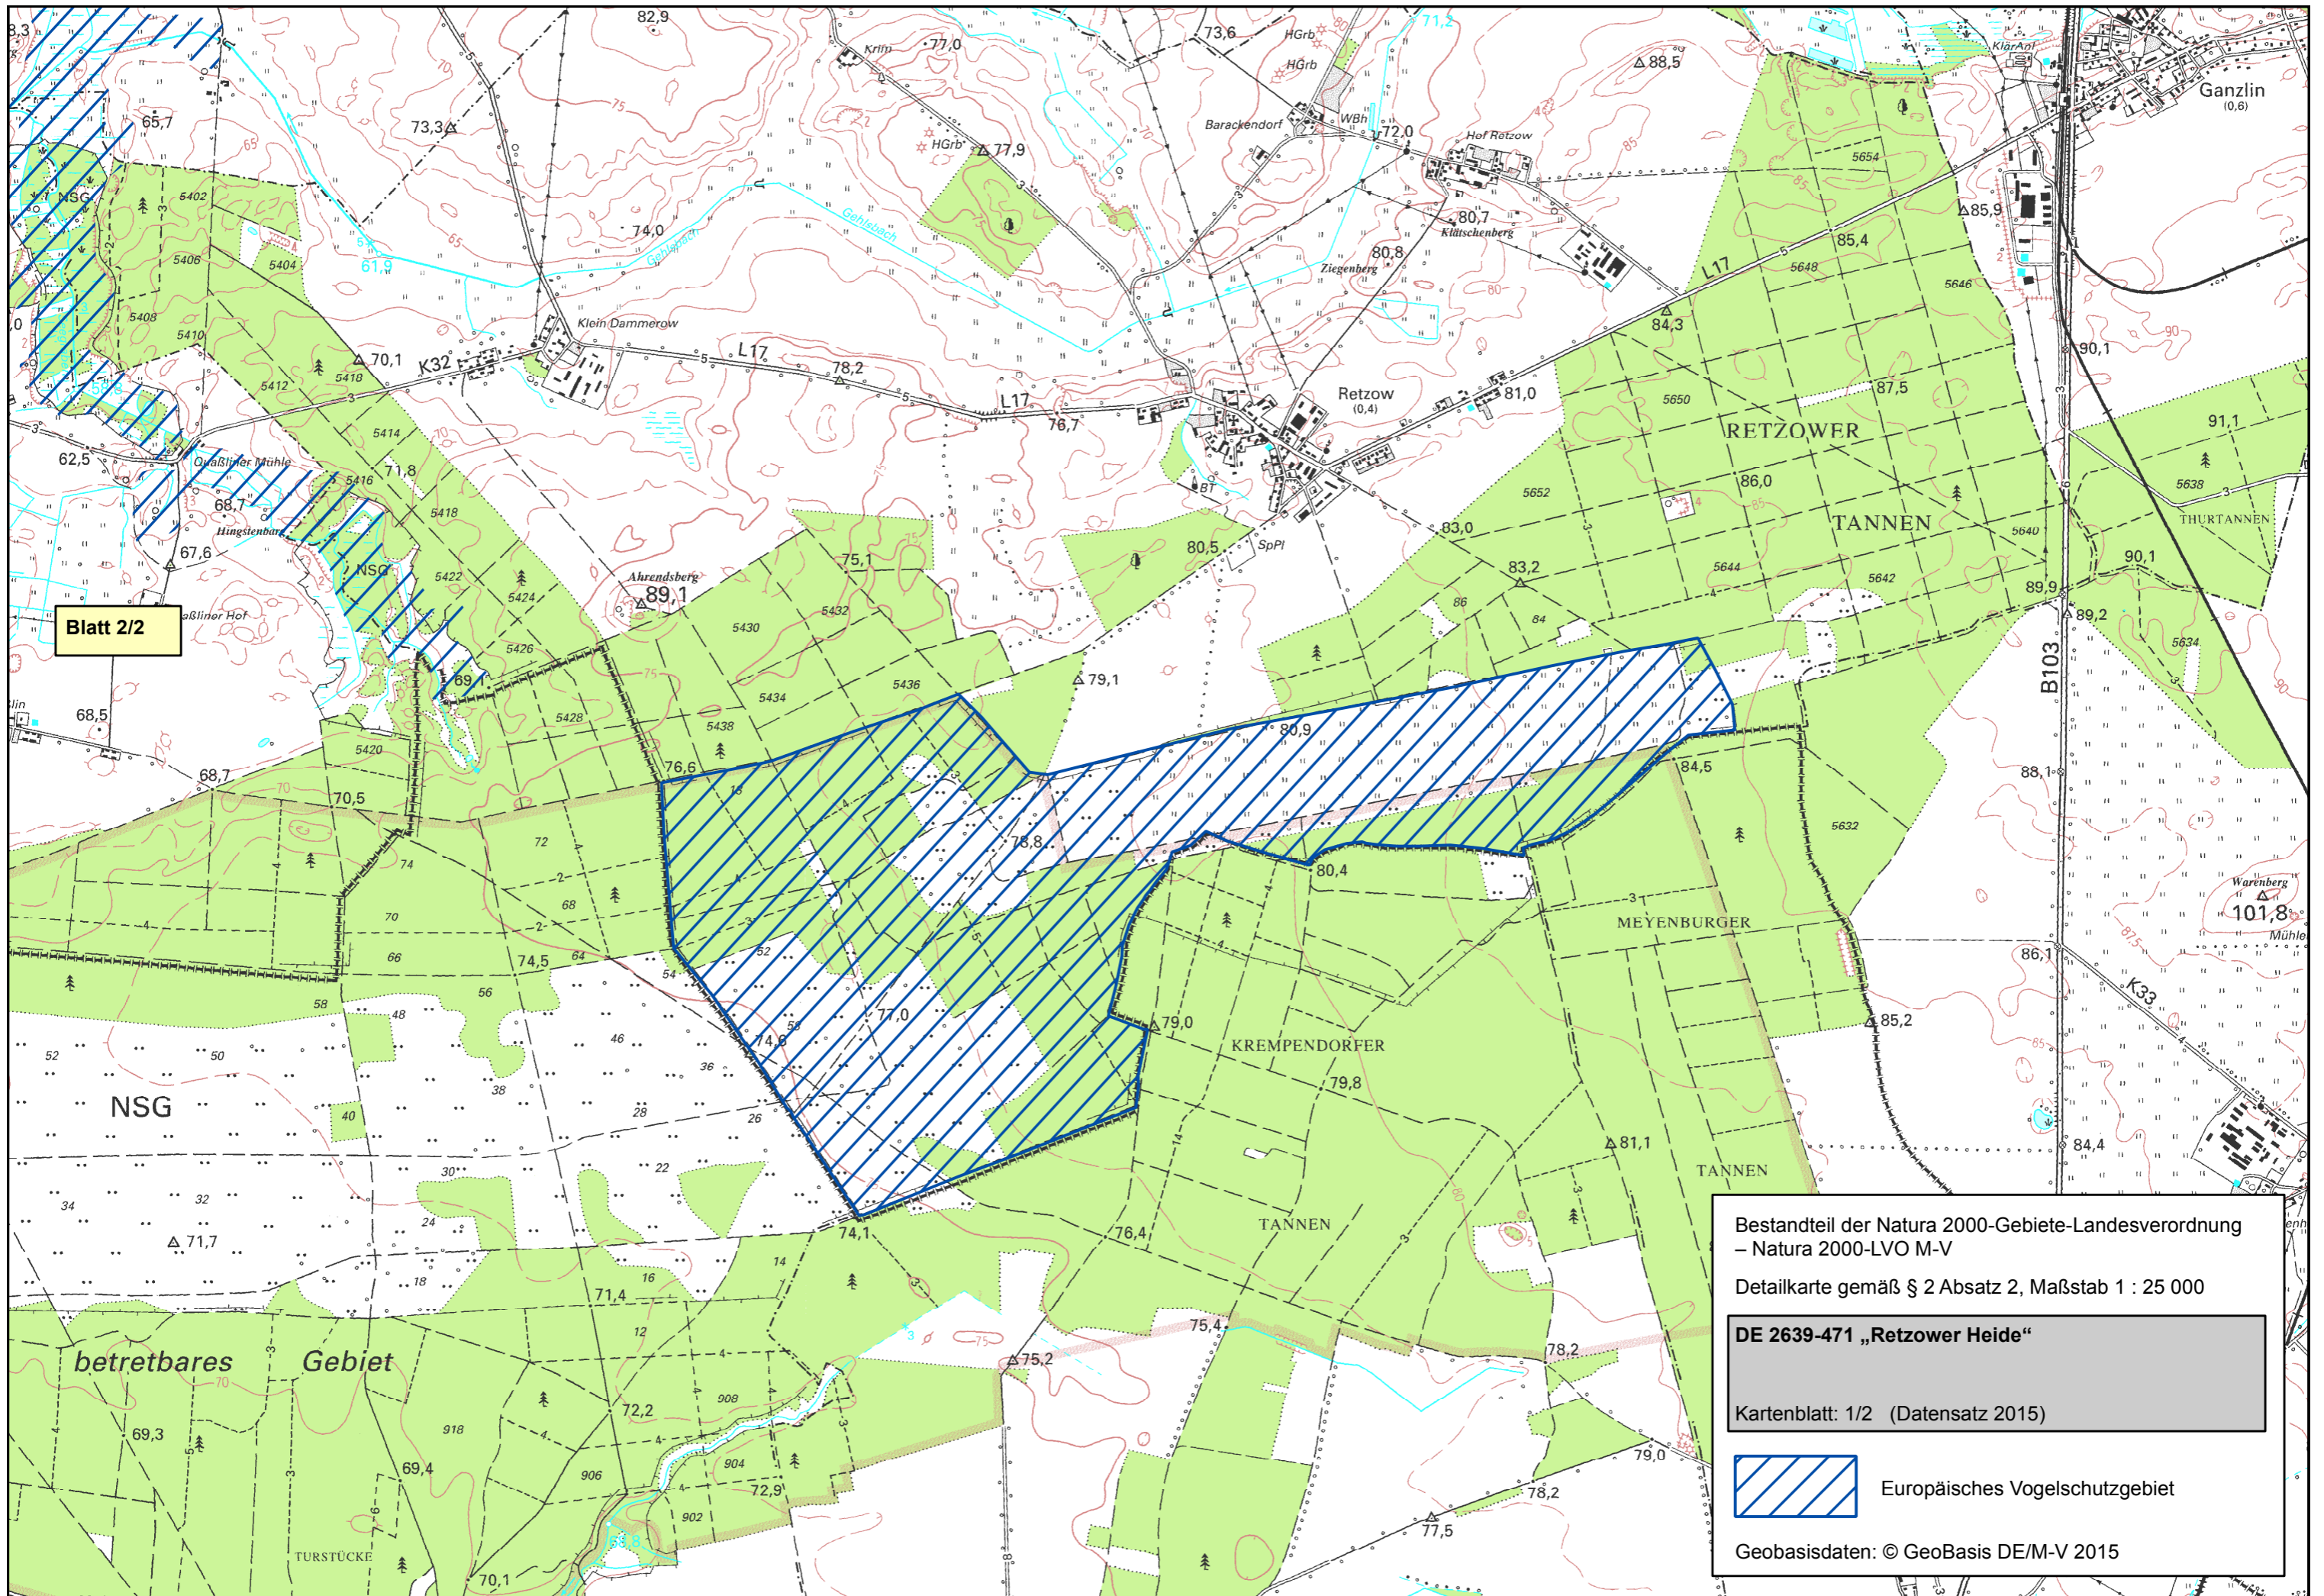 82,9
77,0
Krim
73,6
HGrb
HGrb
71,2
88,5
KlärAnl
Ganzlin
(0,6)
65,7
73,3
HGrb
77,9
Barackendorf
WBh
72,0
Hof Retzow
5654
NSG
5402
74,0
Gehlsbach
Gehlsbach
80,7
Klätschenberg
85,9
85,4
5406
5404
61,9
80,8
Ziegenberg
L17
5648
5646
5408
5410
Klein Dammerow
84,3
90,1
70,1
K32
L17
78,2
5412
5418
L17
76,7
Retzow
(0,4)
81,0
5650
87,5
RETZOWER
91,1
5414
62,5
Quaßliner Mühle
71,8
5416
68,7
Hingstenbarg
5418
BT
86,0
5652
TANNEN
5638
THURTANNEN
5640
83,0
67,6
NSG
5422
5424
75,1
80,5
SpPl
83,2
5644
5642
90,1
89,9
89,2
Ahrendsberg
89,1
5432
5430
86
84
Blatt 2/2
aßliner Hof
5426
5634
B103
69,1
79,1
5436
5434
5438
5428
68,5
5420
80,9
76,6
84,5
88,1
68,7
70,5
72
74
78,8
80,4
5632
Warenberg
101,8
Mühle
68
70
66
64
74,5
MEYENBURGER
86,1
K33
54
52
58
56
48
77,0
74,6
79,0
85,2
52
50
46
36
38
28
26
KREMPENDORFER
79,8
NSG
40
81,1
84,4
30
22
TANNEN
34
32
24
71,7
74,1
76,4
TANNEN
18
16
14
71,4
12
75,4
75,2
78,2
betretbares Gebiet
908
72,2
918
69,3
69,4
906
904
72,9
902
68,8
79,0
78,2
77,5
TURSTÜCKE
70,1
Bestandteil der Natura 2000-Gebiete-Landesverordnung
– Natura 2000-LVO M-V
Detailkarte gemäß § 2 Absatz 2, Maßstab 1 : 25 000
DE 2639-471 „Retzower Heide“
Kartenblatt: 1/2 (Datensatz 2015)
Europäisches Vogelschutzgebiet
Geobasisdaten: © GeoBasis DE/M-V 2015